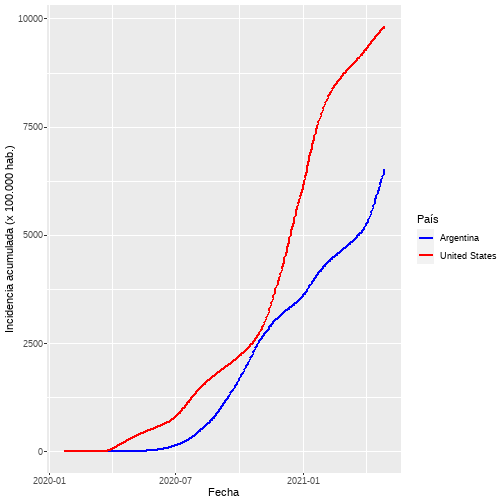 Incidencia acumulada (x 100.000 hab.)
10000
7500
5000
2500
0
2020-01
2020-07
2021-01
Fecha
País
Argentina
United States